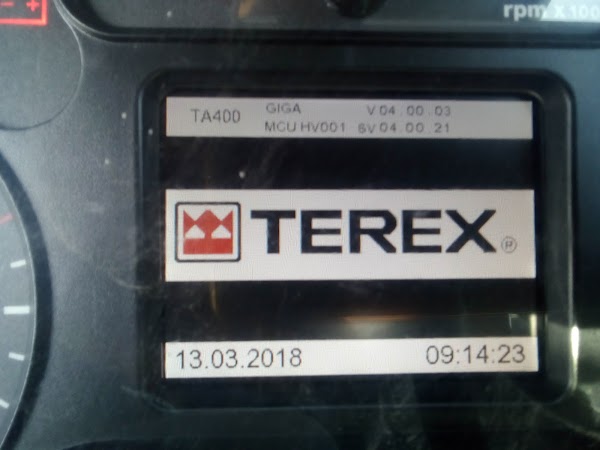 rpm x 100
TA400
GIGA V 04.00.03
MCU HV001 SV 04.00.21
TEREX ®
13.03.2018 09:14:23